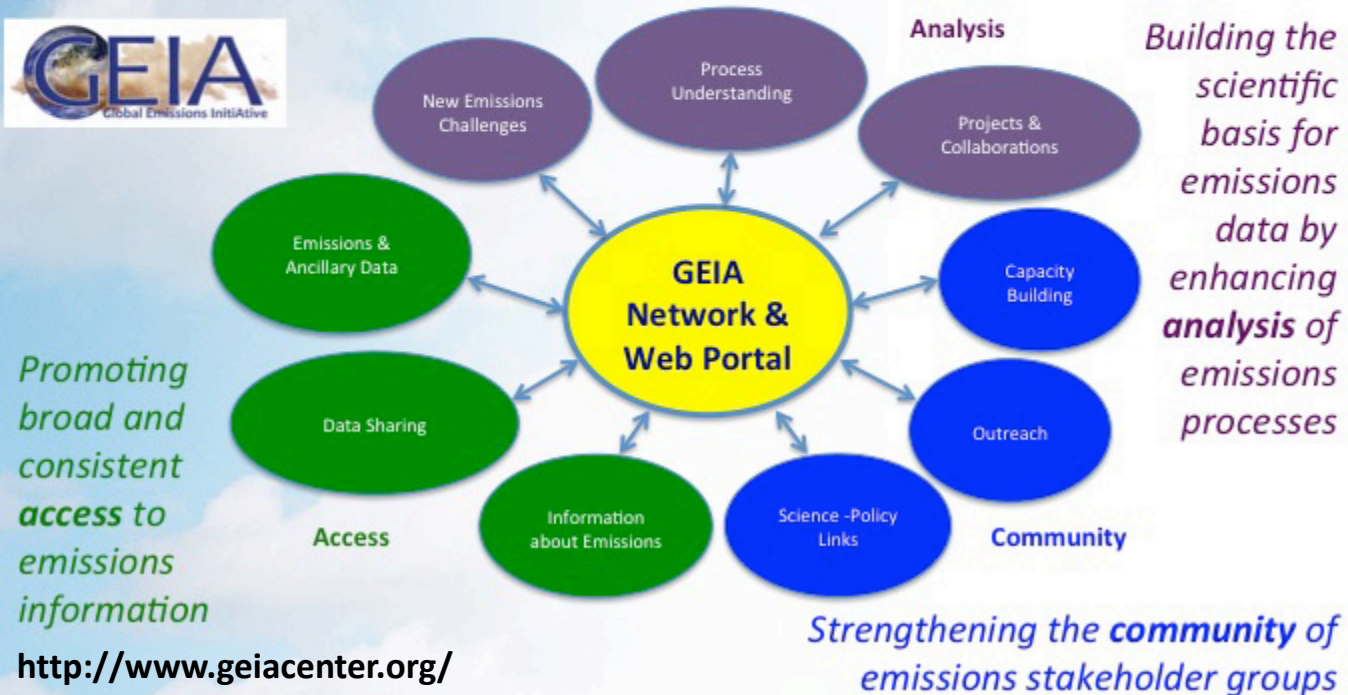 GEIA
Global Emissions InitiAtive
Analysis
New Emissions
Challenges
Process
Understanding
Projects &
Collaborations
Building the
scientific
basis for
emissions
data by
enhancing
analysis of
emissions
processes
Emissions &
Ancillary Data
GEIA
Network &
Web Portal
Capacity
Building
Promoting
broad and
consistent
access to
emissions
information
Data Sharing
Outreach
Access
Information
about Emissions
Science -Policy
Links
Community
Strengthening the community of
emissions stakeholder groups
http://www.geiacenter.org/